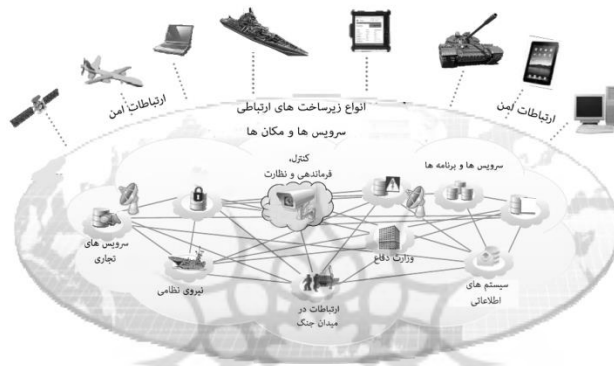 ارتباطات امن
ارتباطات امن
انواع زیرساخت های ارتباطی
سرویس ها و مکان ها
کنترل،
فرماندهی و نظارت
سرویس ها و برنامه ها
سرویس های
تجاری
نیروی نظامی
وزارت دفاع
ارتباطات در
میدان جنگ
سیستم های
اطلاعاتی